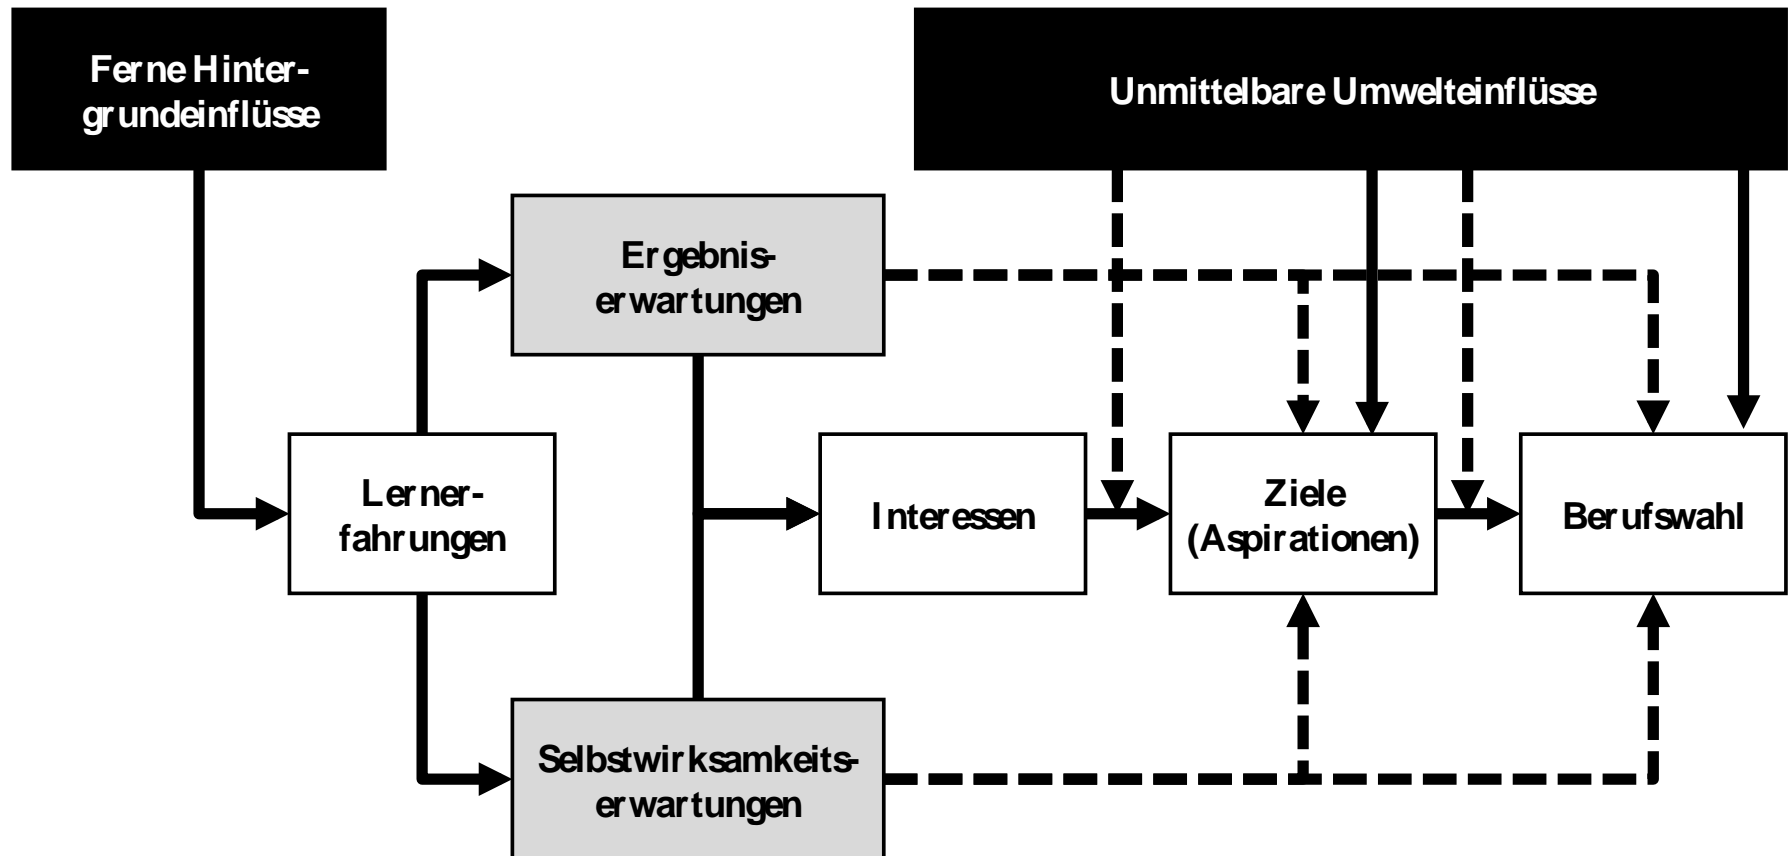 Ferne Hinter-
grundeinflüsse
Unmittelbare Umwelteinflüsse
Ergebnis-
erwartungen
Lerner-
fahrungen
Interessen
Ziele
(Aspirationen)
Berufswahl
Selbstwirksamkeits-
erwartungen